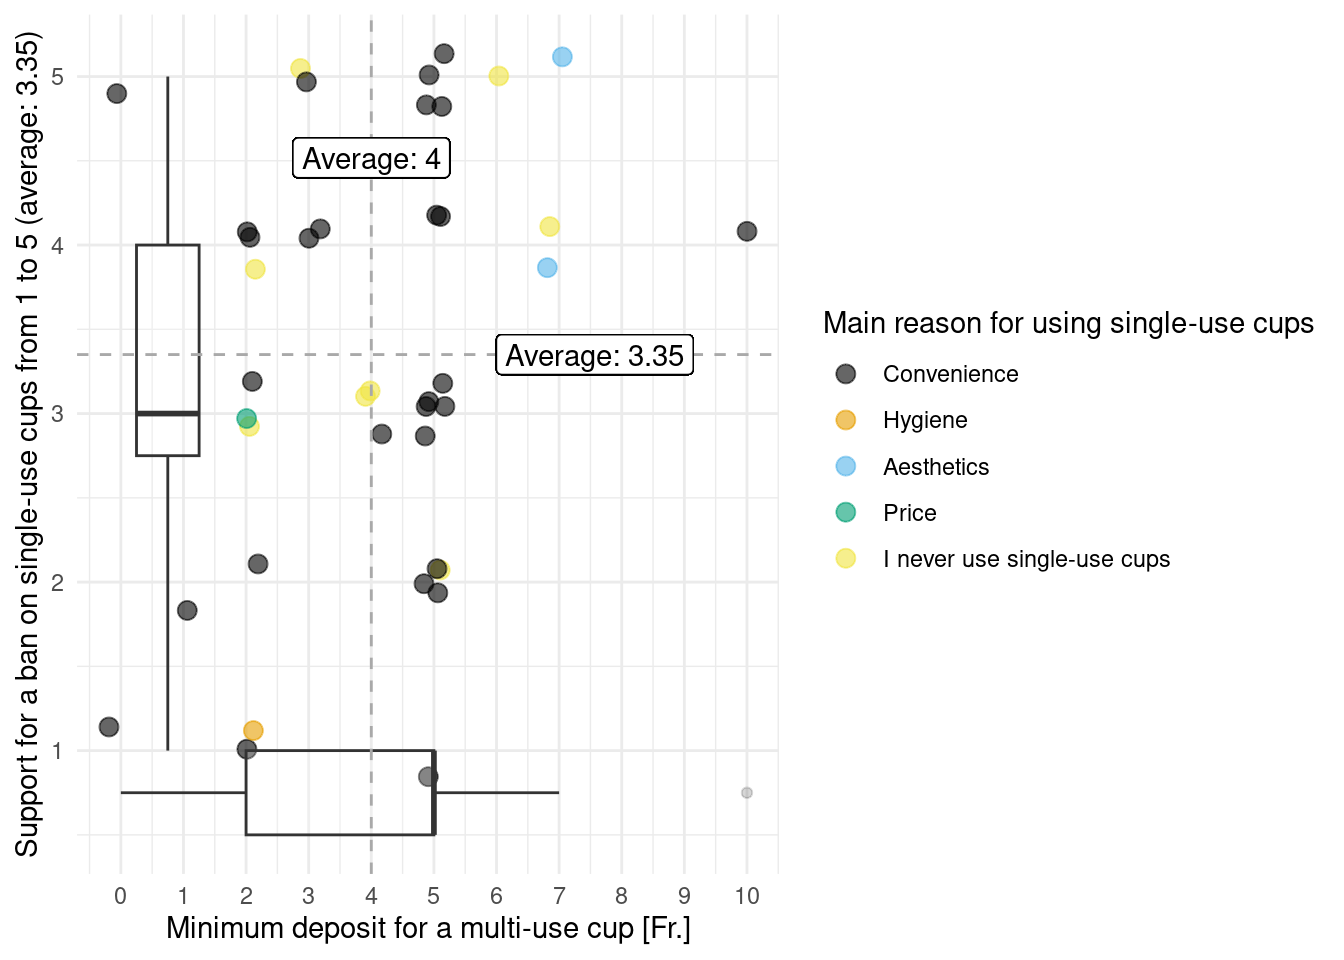 Support for a ban on single-use cups from 1 to 5 (average: 3.35)
5
4
3
2
1
Average: 4
Average: 3.35
0 1 2 3 4 5 6 7 8 9 10
Minimum deposit for a multi-use cup [Fr.]
Main reason for using single-use cups
Convenience
Hygiene
Aesthetics
Price
I never use single-use cups